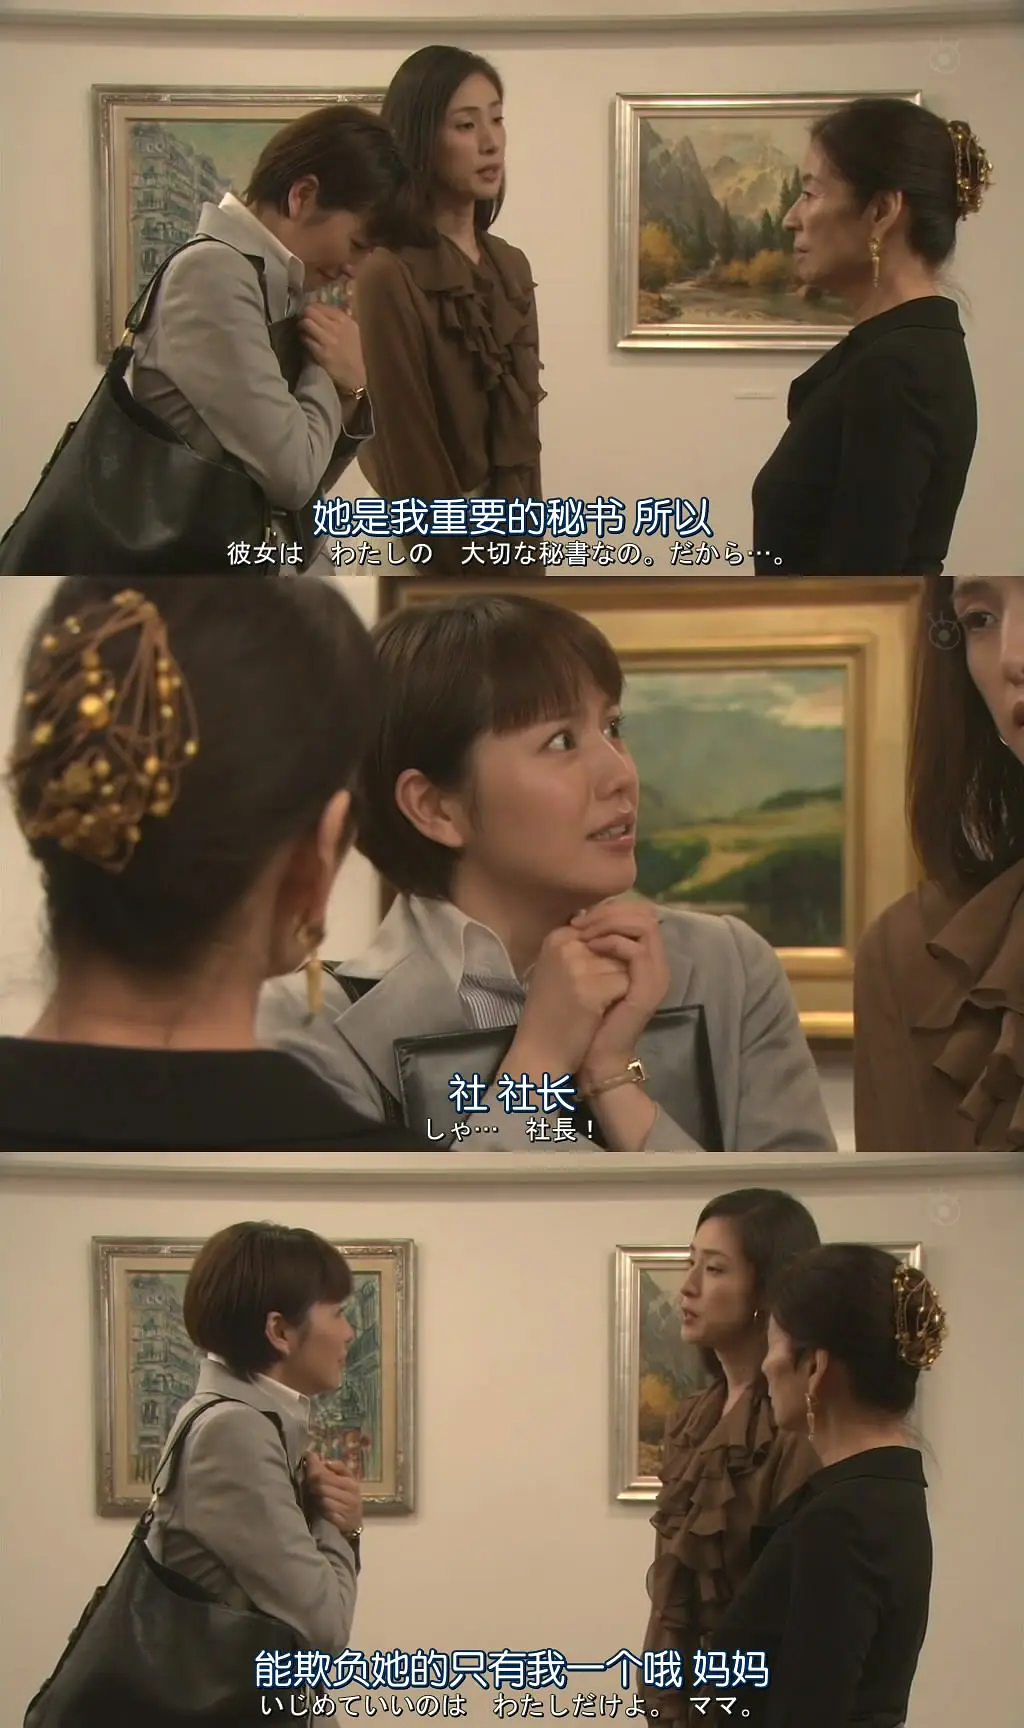 她是我重要的秘书 所以
彼女は　わたしの　大切な秘書なの。だから…。
社 社长
しゃ…　社長！
能欺负她的只有我一个哦 妈妈
いじめていいのは　わたしだけよ。　ママ。